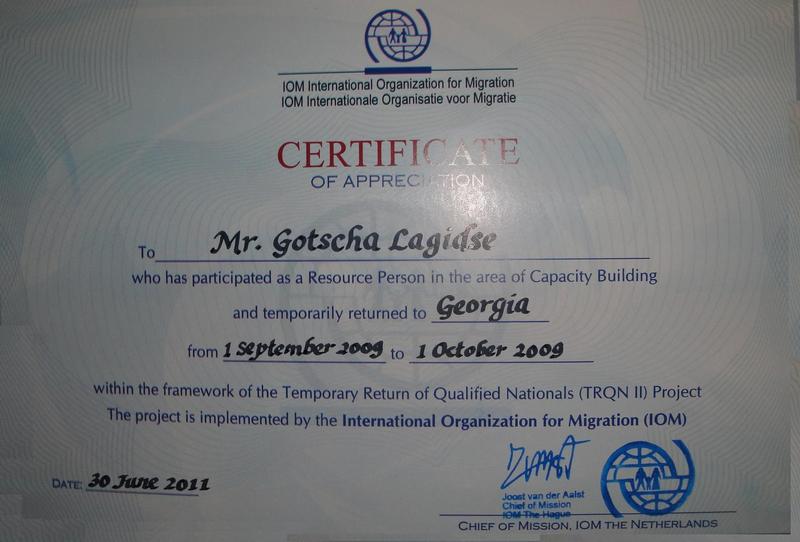 IOM International Organization for Migration
IOM Internationale Organisatie voor Migratie
CERTIFICATE
OF APPRECIATION
To Mr. Gotscha Lagidse
who has participated as a Resource Person in the area of Capacity Building
and temporarily returned to Georgia
from 1 September 2009 to 1 October 2009
within the framework of the Temporary Return of Qualified Nationals (TRQN II) Project
The project is implemented by the International Organization for Migration (IOM)
DATE: 30 June 2011
Joost van der Aalst
Chief of Mission
IOM The Hague
CHIEF OF MISSION, IOM THE NETHERLANDS